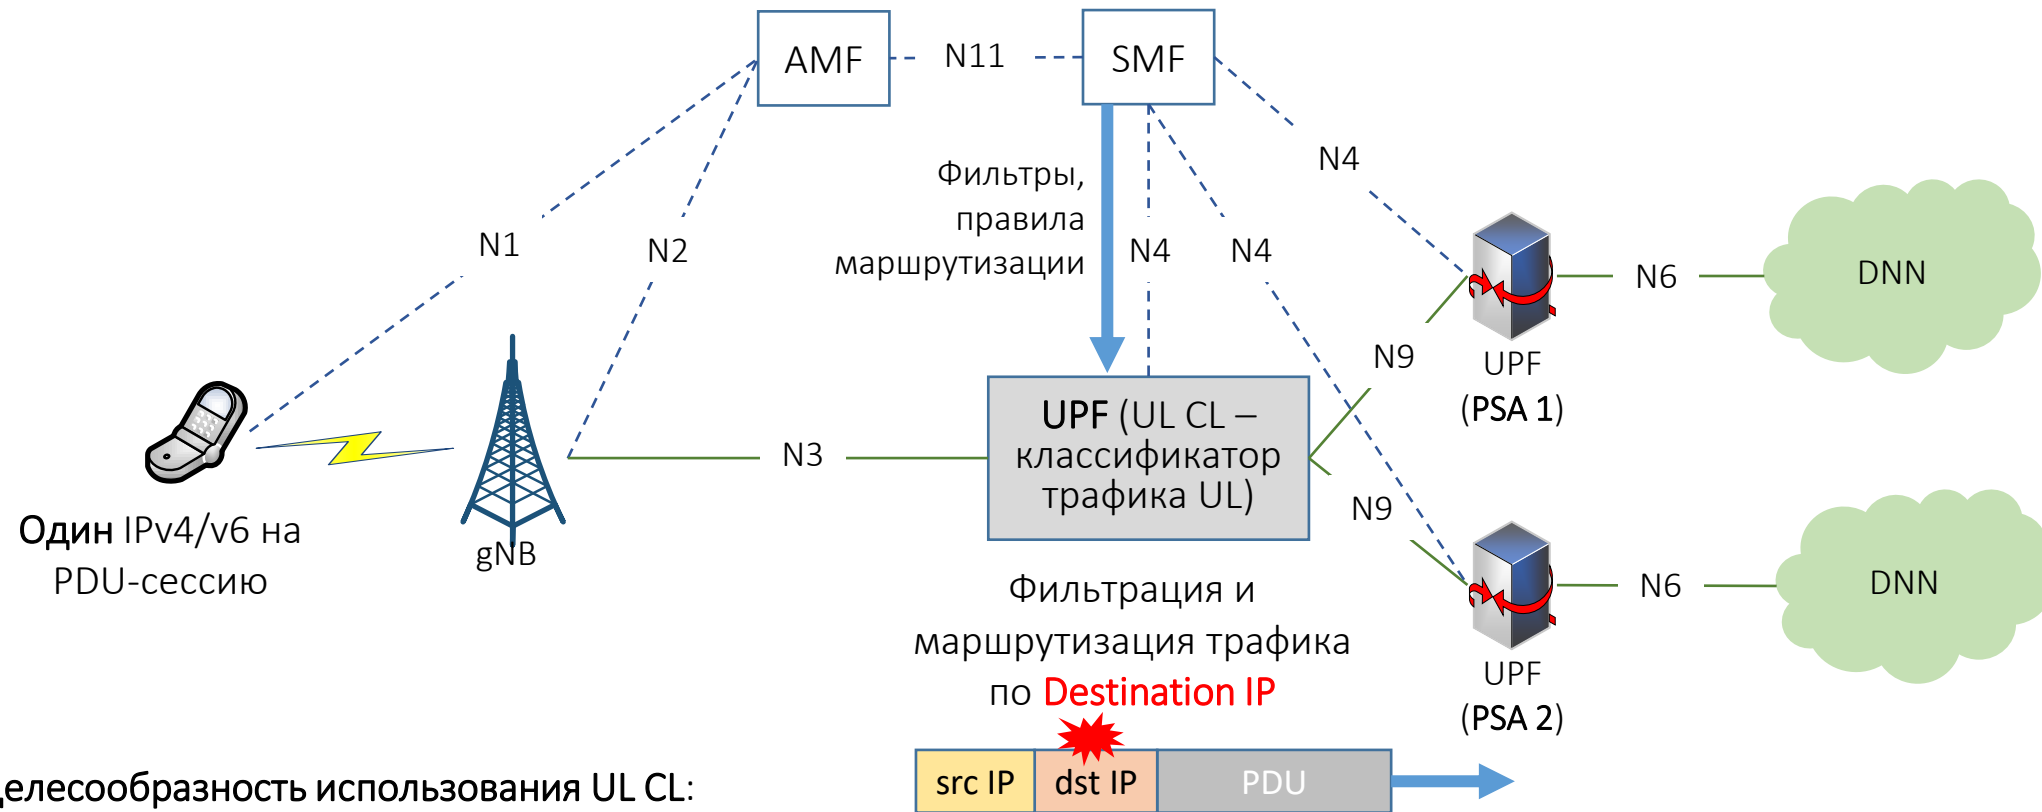 AMF
N11
SMF
N4
Фильтры,
правила
маршрутизации
N1
N2
N4
N4
N6
DNN
N9
UPF
(PSA 1)
UPF (UL CL –
классификатор
трафика UL)
N3
N9
Один IPv4/v6 на
PDU-сессию
gNB
Фильтрация и
маршрутизация трафика
по Destination IP
N6
DNN
UPF
(PSA 2)
src IP
dst IP
PDU
елесообразность использования UL CL: